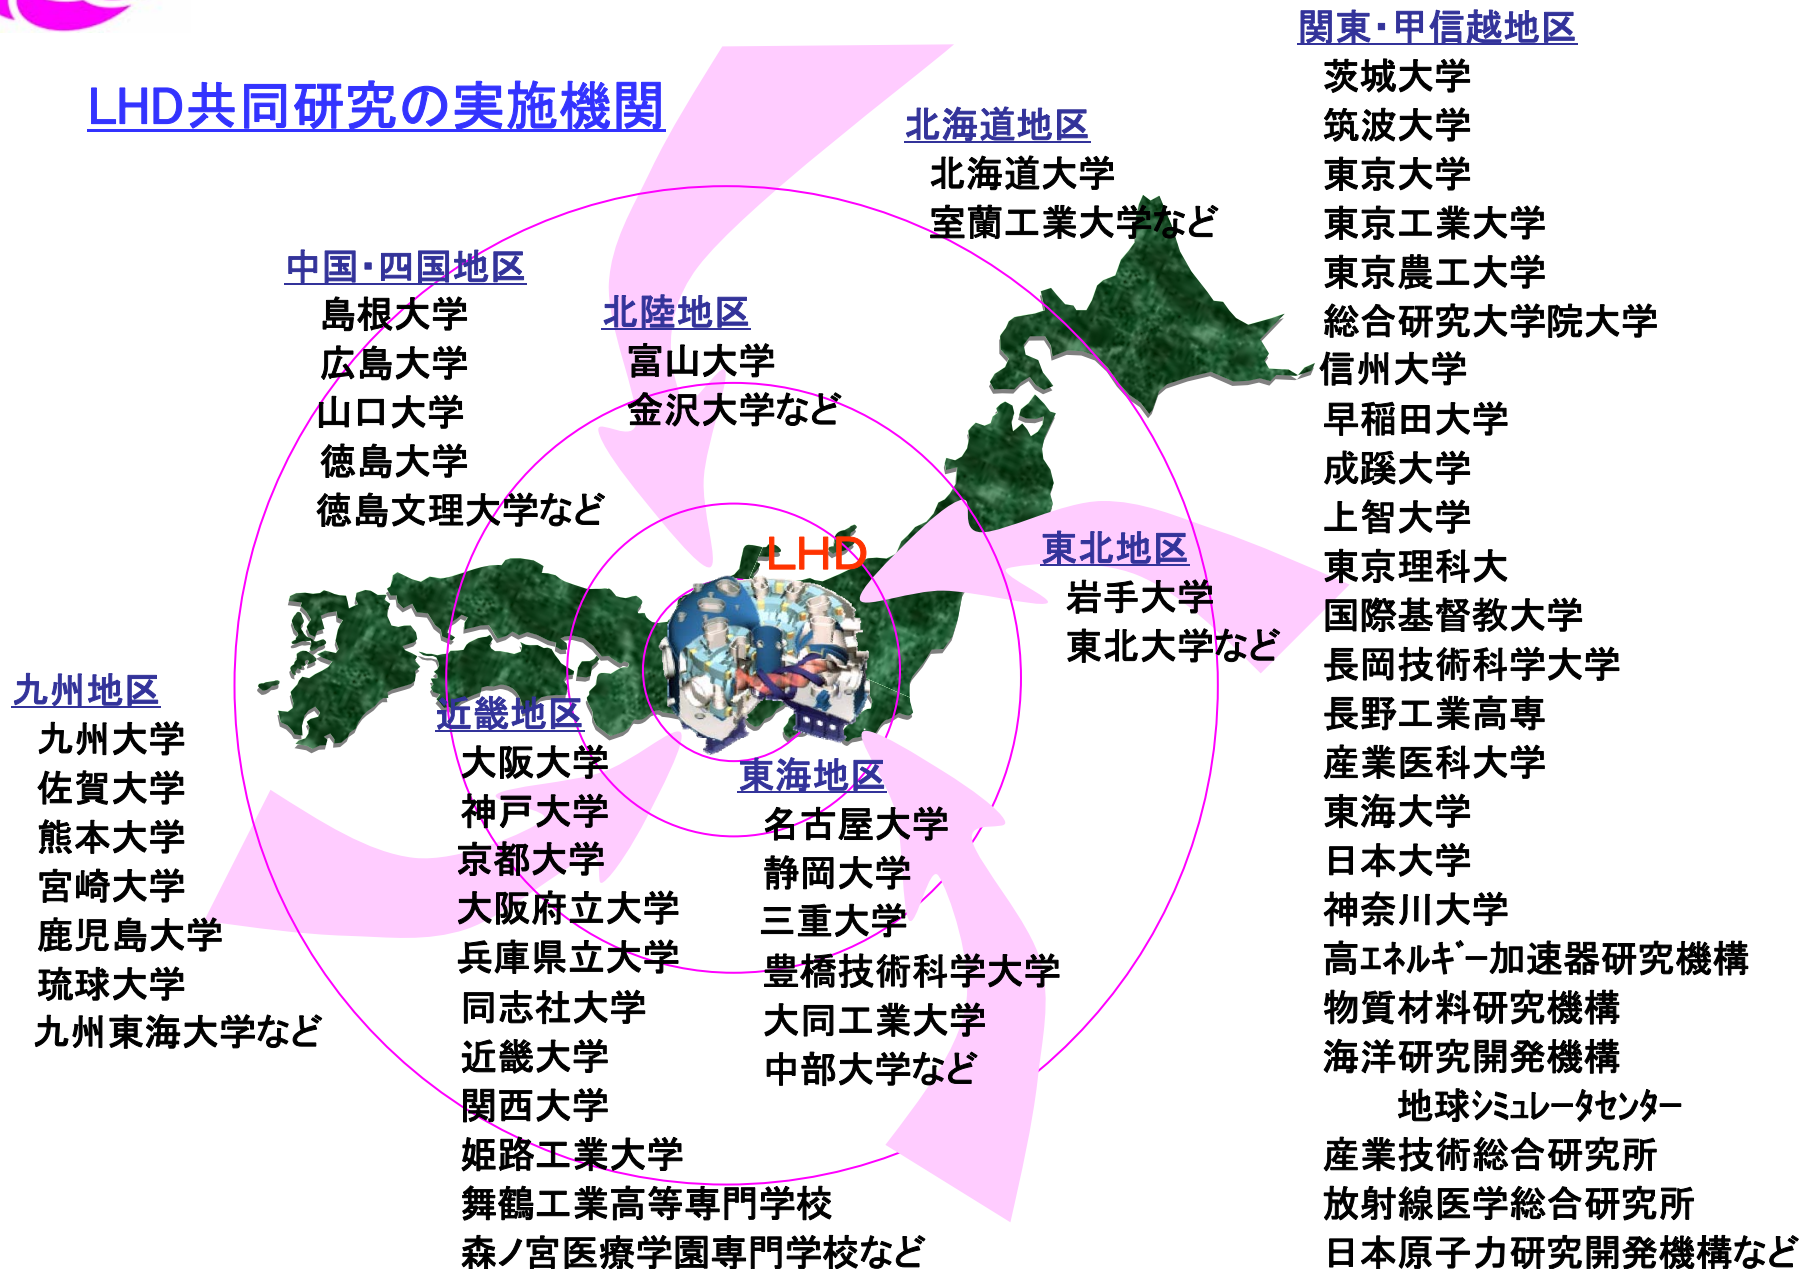 LHD共同研究の実施機関
北海道地区
北海道大学
室蘭工業大学など
中国・四国地区
島根大学
広島大学
山口大学
徳島大学
徳島文理大学など
北陸地区
富山大学
金沢大学など
LHD
東北地区
岩手大学
東北大学など
九州地区
九州大学
佐賀大学
熊本大学
宮崎大学
鹿児島大学
琉球大学
九州東海大学など
近畿地区
大阪大学
神戸大学
京都大学
大阪府立大学
兵庫県立大学
同志社大学
近畿大学
関西大学
姫路工業大学
舞鶴工業高等専門学校
森ノ宮医療学園専門学校など
東海地区
名古屋大学
静岡大学
三重大学
豊橋技術科学大学
大同工業大学
中部大学など
関東・甲信越地区
茨城大学
筑波大学
東京大学
東京工業大学
東京農工大学
総合研究大学院大学
信州大学
早稲田大学
成蹊大学
上智大学
東京理科大
国際基督教大学
長岡技術科学大学
長野工業高専
産業医科大学
東海大学
日本大学
神奈川大学
高ｴﾈﾙｷﾞｰ加速器研究機構
物質材料研究機構
海洋研究開発機構
地球ｼﾐｭﾚｰﾀｾﾝﾀｰ
産業技術総合研究所
放射線医学総合研究所
日本原子力研究開発機構など